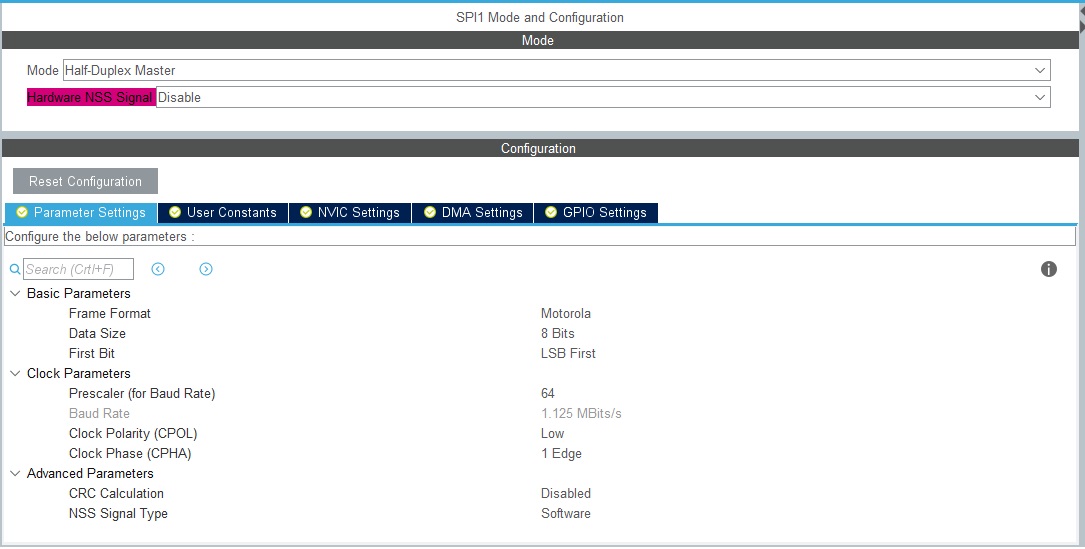 SPI1 Mode and Configuration
Mode
Mode Half-Duplex Master
Hardware NSS Signal Disable
Configuration
Reset Configuration
Parameter Settings User Constants NVIC Settings DMA Settings GPIO Settings
Configure the below parameters :
Search (Crtl+F)
Basic Parameters
Frame Format Motorola
Data Size 8 Bits
First Bit LSB First
Clock Parameters
Prescaler (for Baud Rate) 64
Baud Rate 1.125 MBits/s
Clock Polarity (CPOL) Low
Clock Phase (CPHA) 1 Edge
Advanced Parameters
CRC Calculation Disabled
NSS Signal Type Software